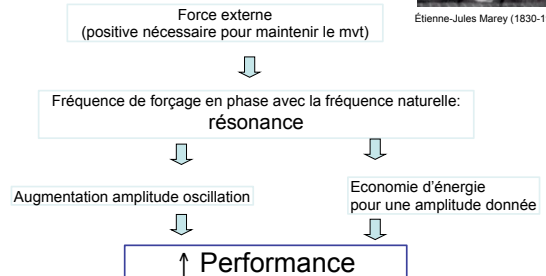 Force externe
(positive nécessaire pour maintenir le mvt)
Étienne-Jules Marey (1830-1
Fréquence de forçage en phase avec la fréquence naturelle:
résonance
Augmentation amplitude oscillation
Economie d'énergie
pour une amplitude donnée
↑ Performance